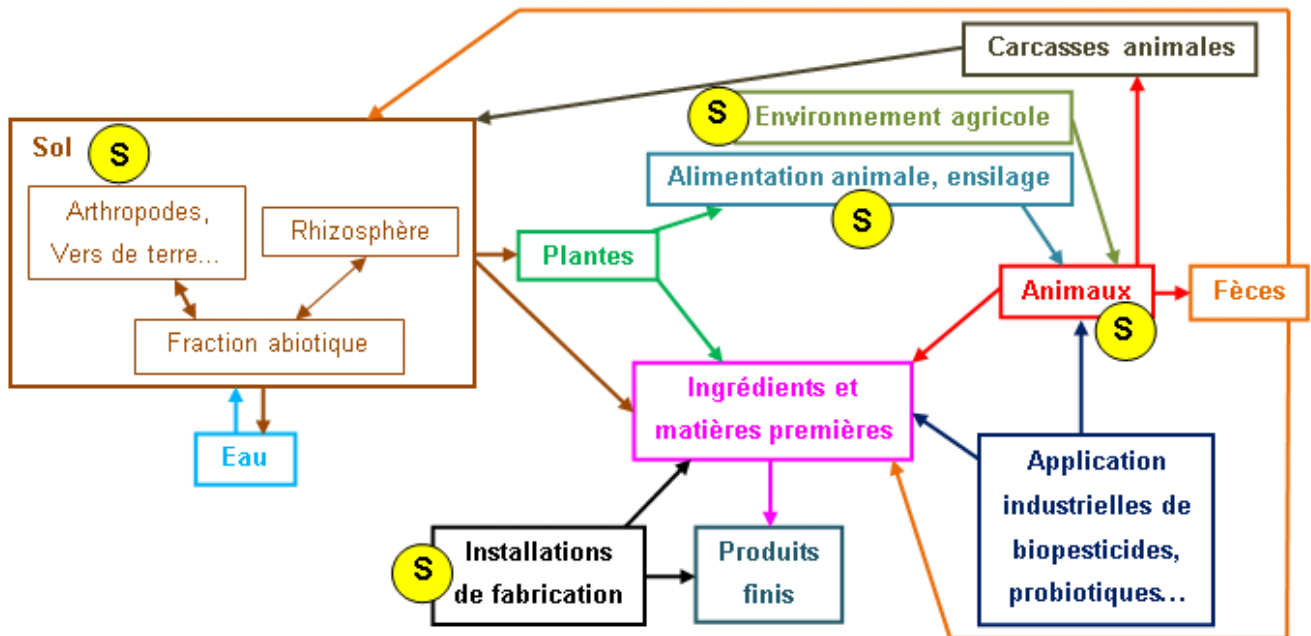 Carcasses animales
S
Environnement agricole
Sol
S
Alimentation animale, ensilage
S
Arthropodes,
Vers de terre...
Rhizosphère
Plantes
Animaux
S
Fèces
Fraction abiotique
Ingrédients et
matières premières
Eau
Application
industrielles de
biopesticides,
probiotiques...
S
Installations
de fabrication
Produits
finis